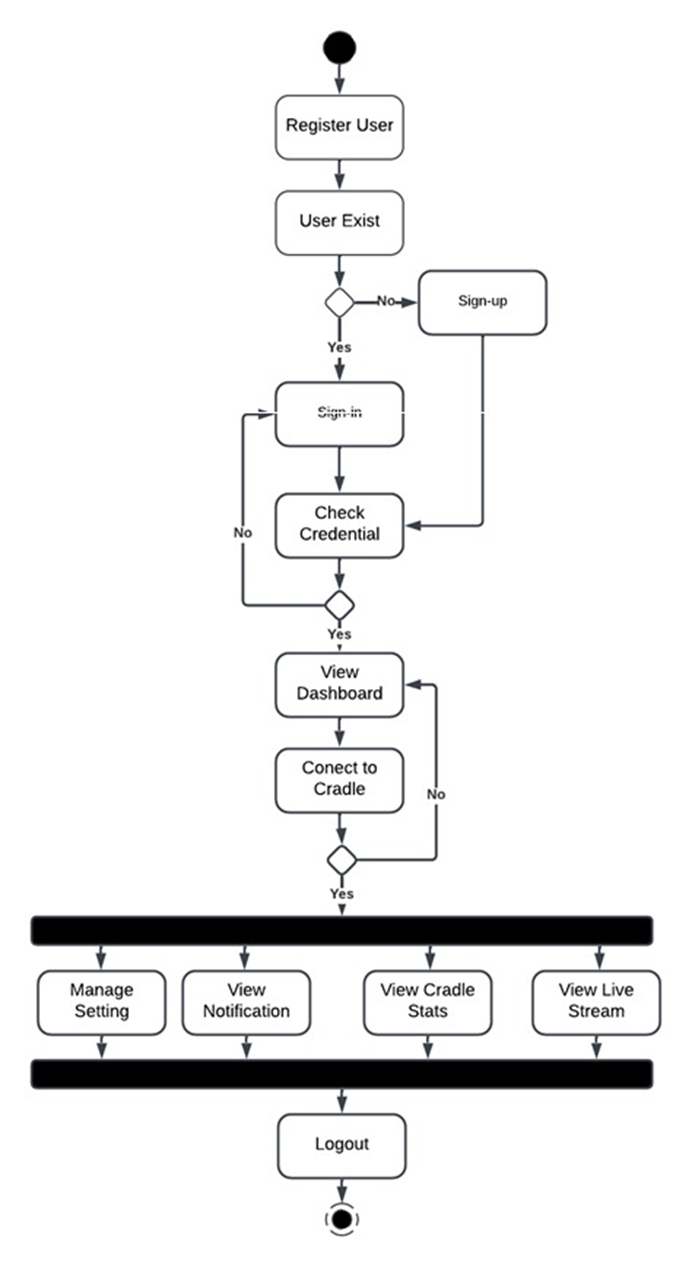 Register User
User Exist
No
Sign-up
Yes
Sign-in
Check
Credential
No
Yes
View
Dashboard
Conect to
Cradle
No
Yes
Manage
Setting
View
Notification
View Cradle
Stats
View Live
Stream
Logout